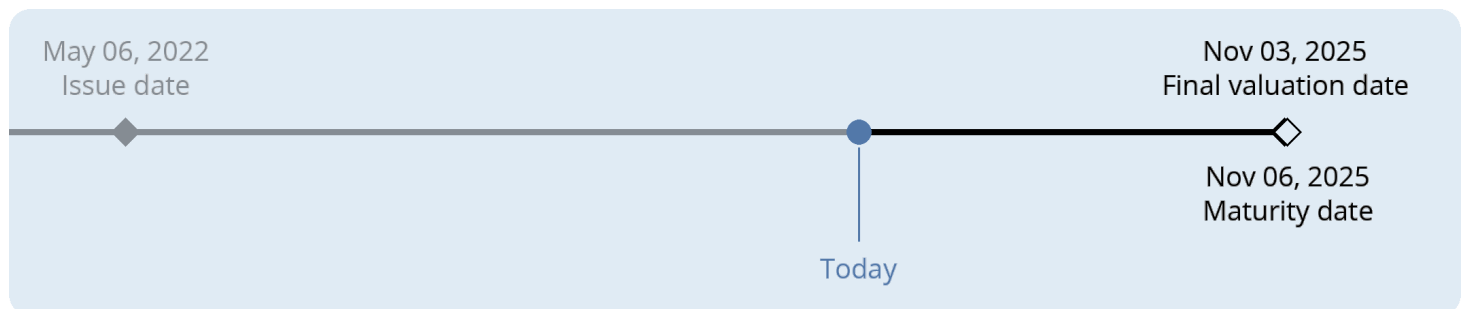 May 06, 2022
Issue date
Nov 03, 2025
Final valuation date
Nov 06, 2025
Maturity date
Today